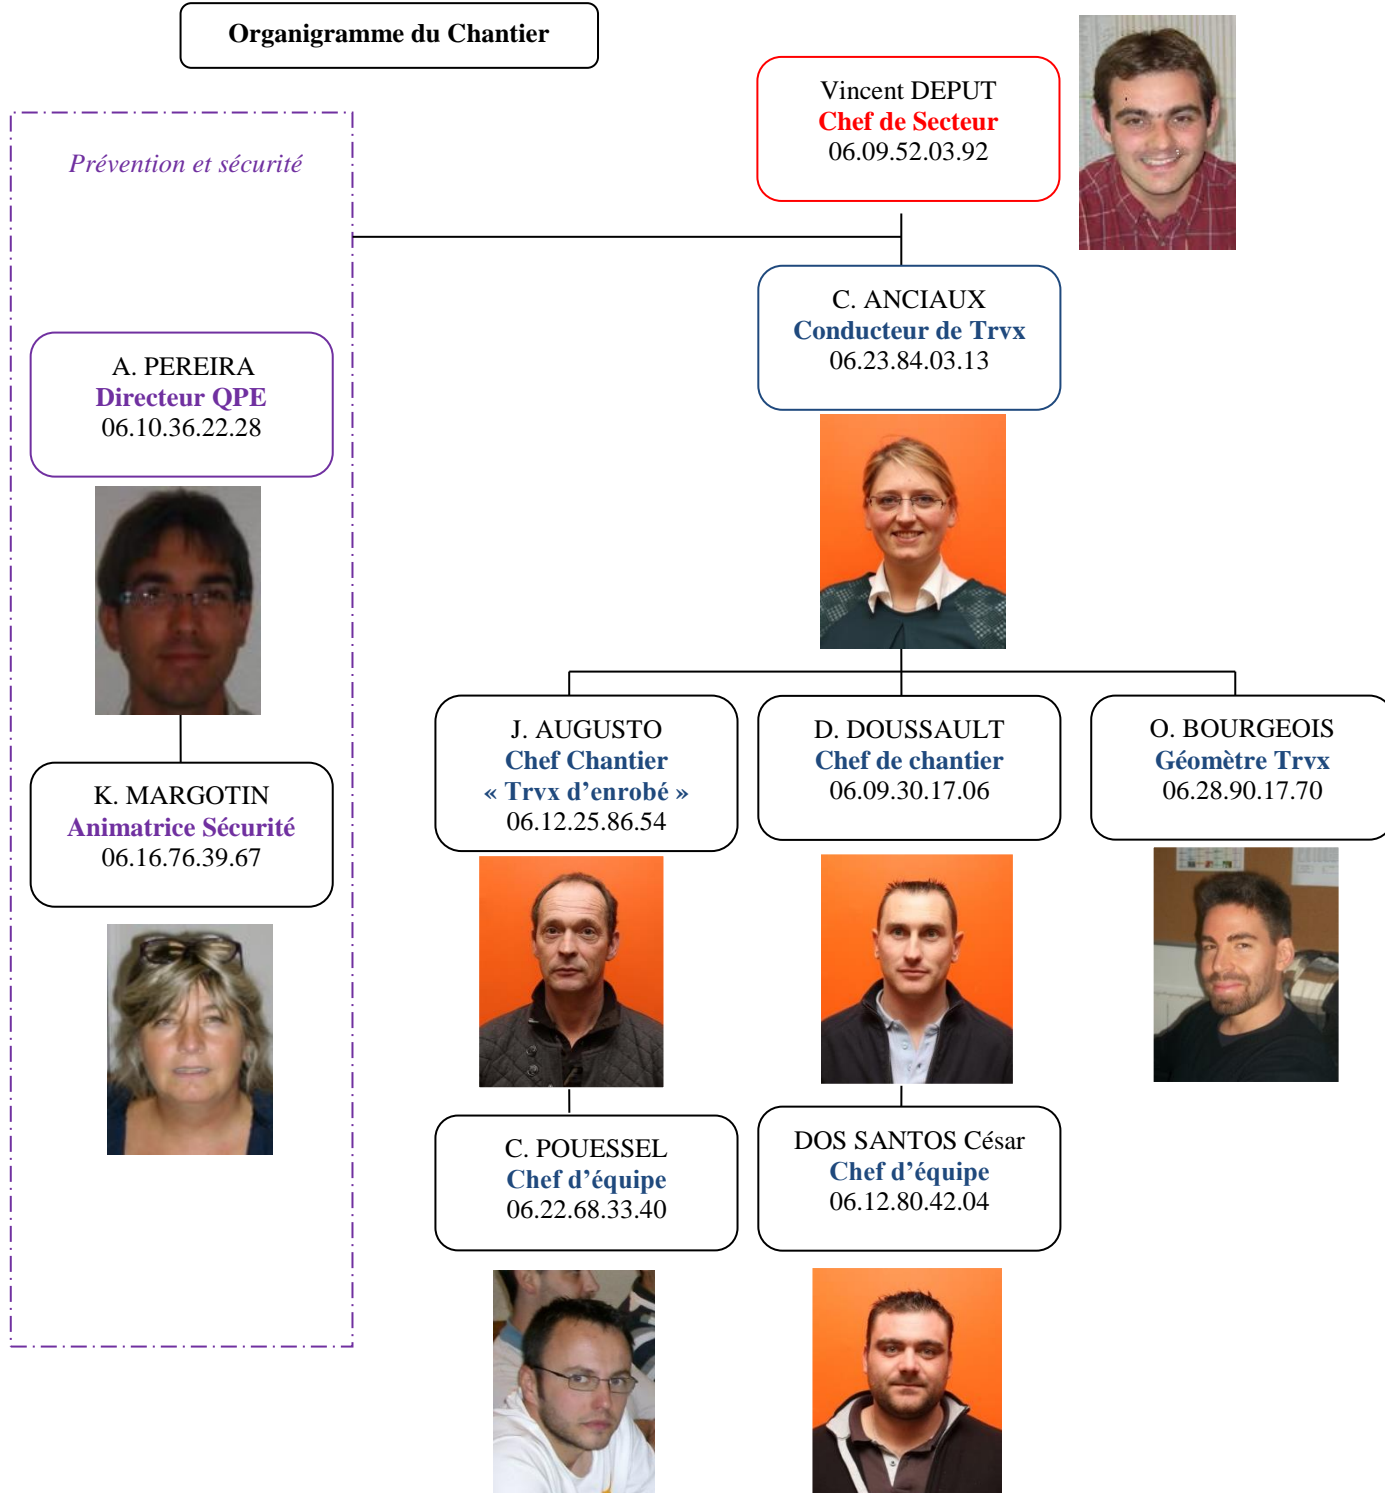 Organigramme du Chantier
Vincent DEPUT
Chef de Secteur
06.09.52.03.92
Prévention et sécurité
C. ANCIAUX
Conducteur de Trvx
06.23.84.03.13
A. PEREIRA
Directeur QPE
06.10.36.22.28
J. AUGUSTO
Chef Chantier
« Trvx d’enrobé »
06.12.25.86.54
D. DOUSSAULT
Chef de chantier
06.09.30.17.06
O. BOURGEOIS
Géomètre Trvx
06.28.90.17.70
K. MARGOTIN
Animatrice Sécurité
06.16.76.39.67
C. POUESSEL
Chef d’équipe
06.22.68.33.40
DOS SANTOS César
Chef d’équipe
06.12.80.42.04